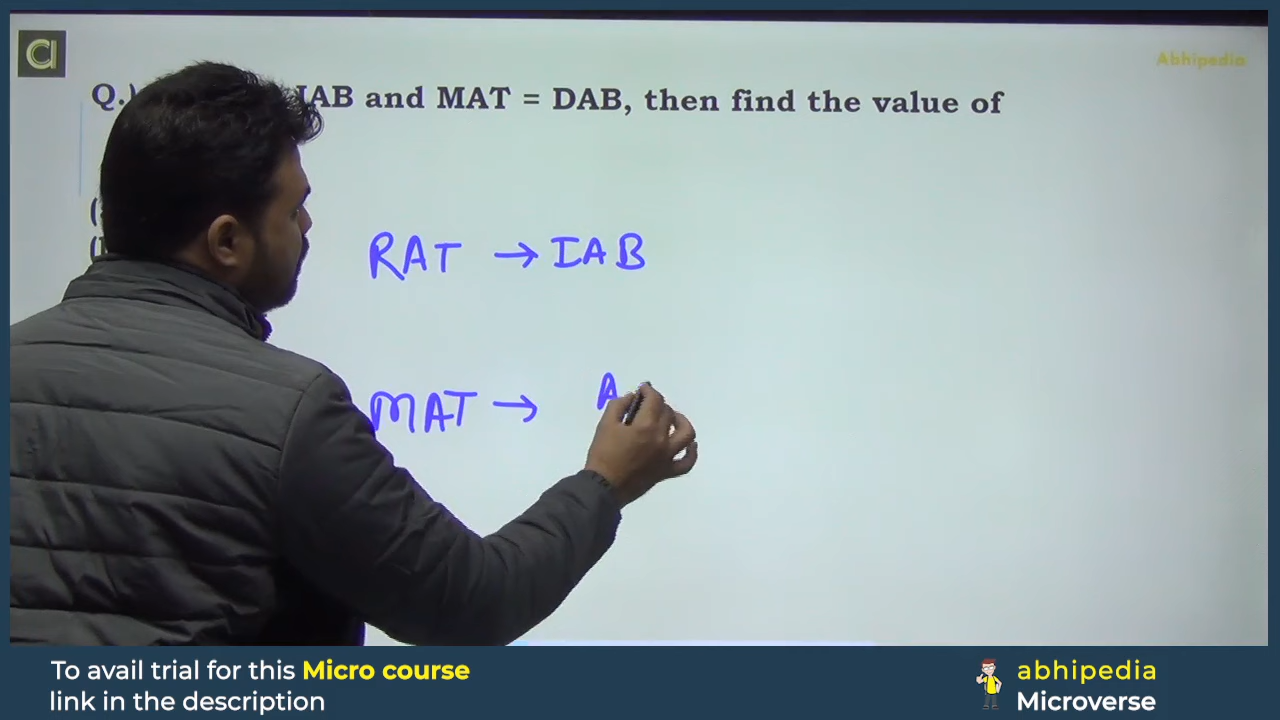 Abhipedia
Q.) IAB and MAT = DAB, then find the value of
RAT → IAB
MAT → A
To avail trial for this Micro course
link in the description
abhipedia
Microverse